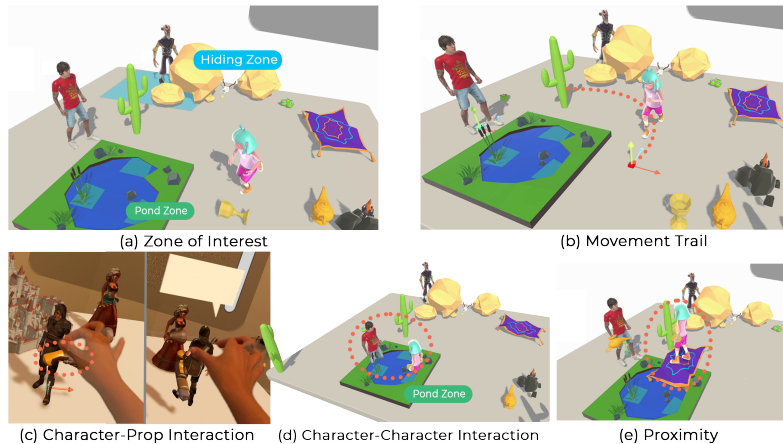 Hiding Zone
Pond Zone
(a) Zone of Interest
(b) Movement Trail
Pond Zone
(c) Character-Prop Interaction
(d) Character-Character Interaction
(e) Proximity